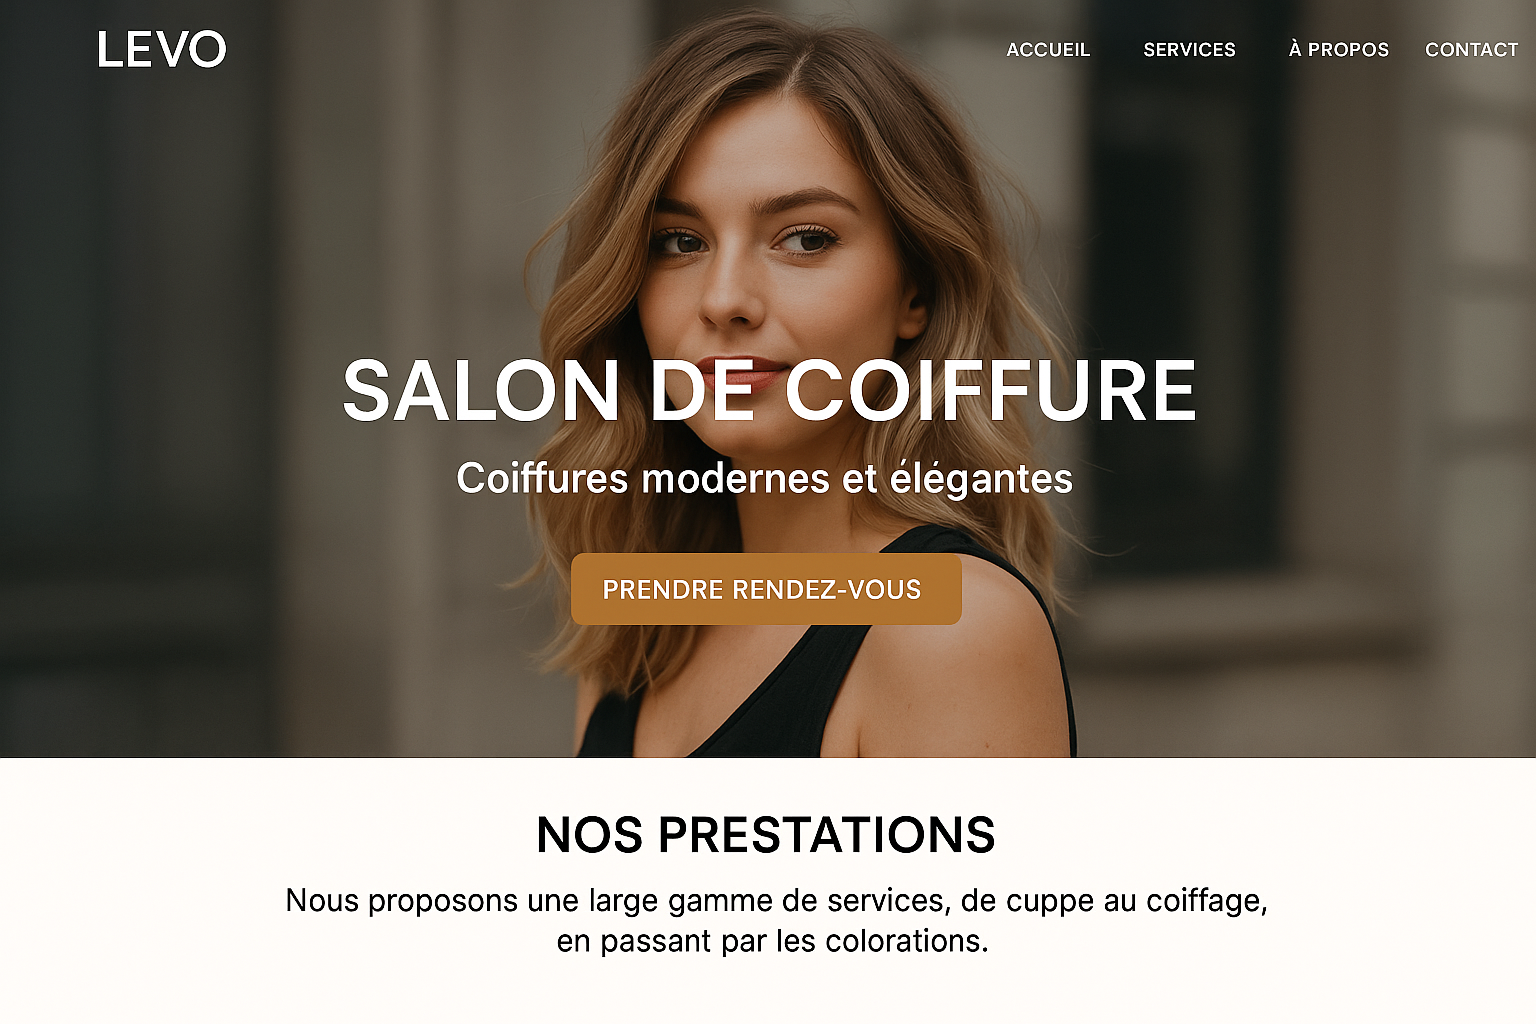 LEVO
ACCUEIL SERVICES À PROPOS CONTACT
SALON DE COIFFURE
Coiffures modernes et élégantes
PRENDRE RENDEZ-VOUS
NOS PRESTATIONS
Nous proposons une large gamme de services, de cuppe au coiffage,
en passant par les colorations.